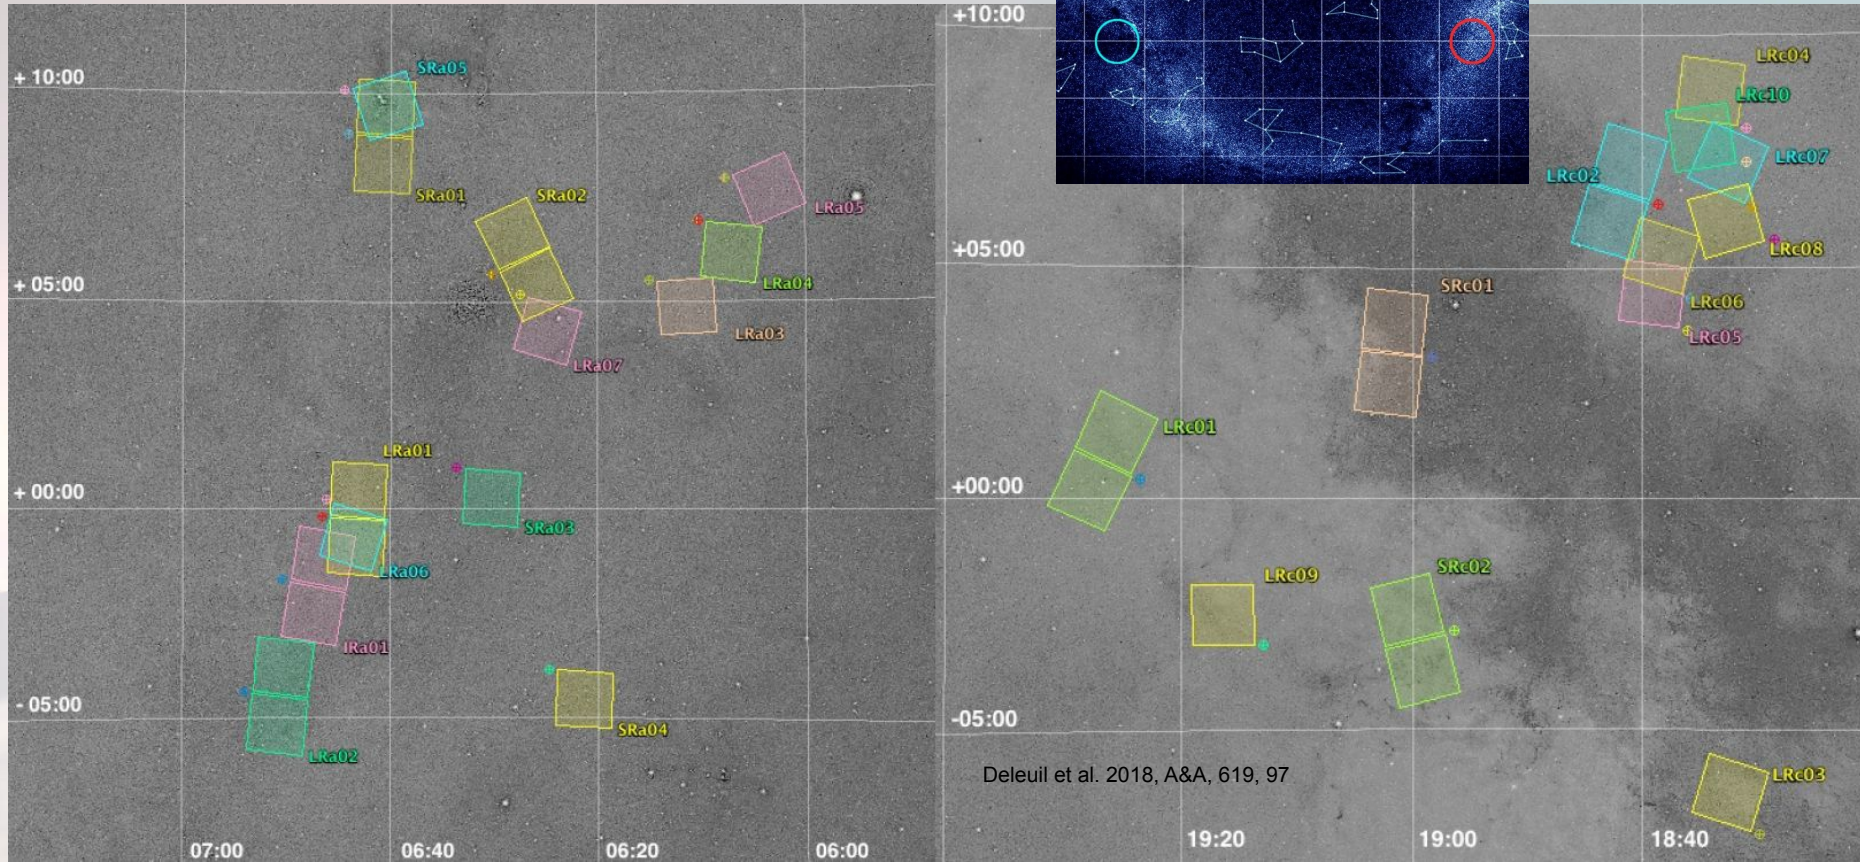 + 10:00
SRa05
SRa01
SRa02
LRa05
LRa04
+ 05:00
LRa03
LRa07
LRa01
+ 00:00
SRa03
LRa06
IRa01
- 05:00
SRa04
LRa02
07:00
06:40
06:20
06:00
+10:00
LRc04
LRc10
LRc07
LRc02
+05:00
LRc08
SRc01
LRc06
LRc05
LRc01
+00:00
SRc02
LRc09
-05:00
Deleuil et al. 2018, A&A, 619, 97
LRc03
19:20
19:00
18:40